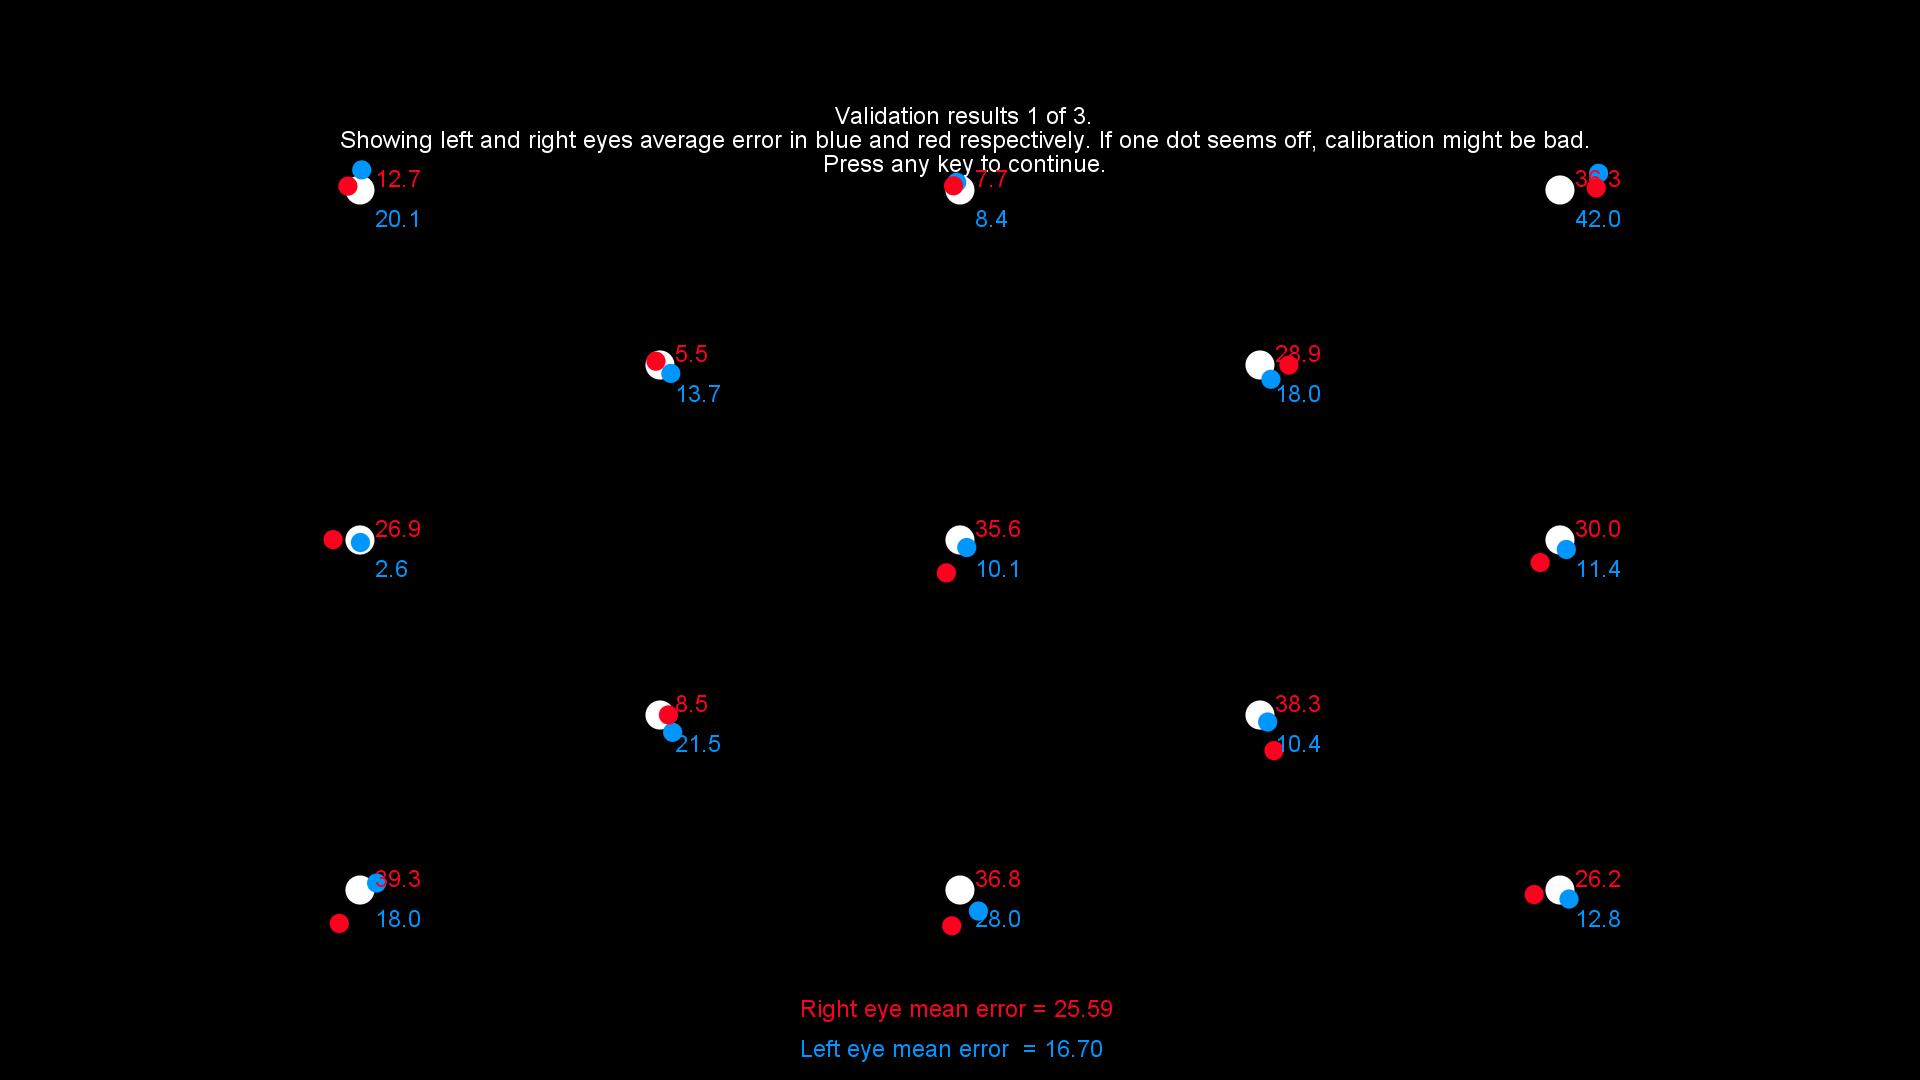 Validation results 1 of 3.
Showing left and right eyes average error in blue and red respectively. If one dot seems off, calibration might be bad.
Press any key to continue.
12.7 7.7
20.1 8.4 42.0
5.5 28.9
13.7 18.0
26.9 35.6 30.0
2.6 10.1 11.4
8.5 38.3
21.5 10.4
39.3 36.8 26.2
18.0 28.0 12.8
Right eye mean error = 25.59
Left eye mean error = 16.70